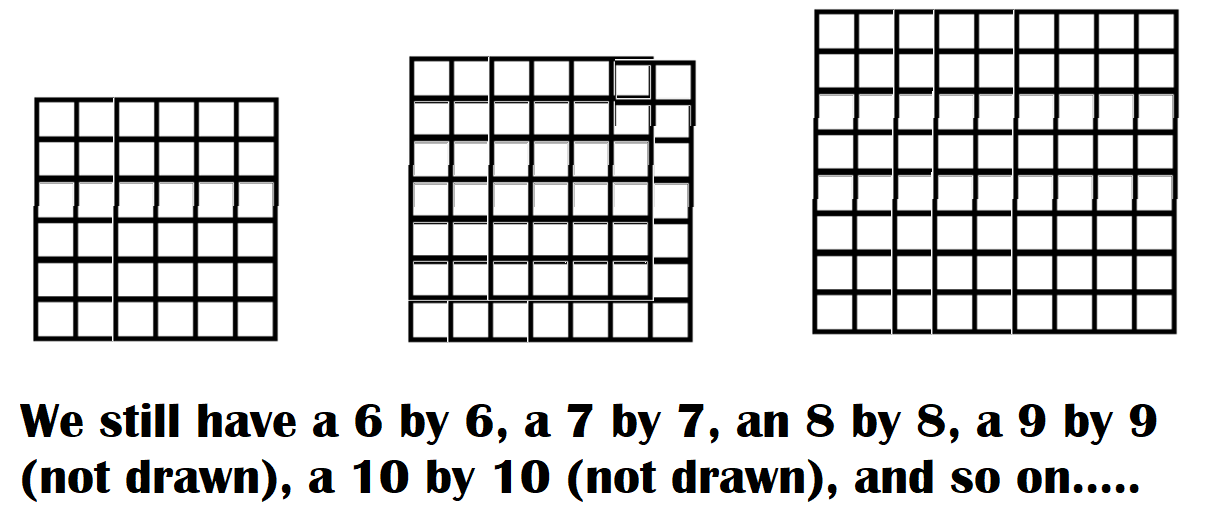 We still have a 6 by 6, a 7 by 7, an 8 by 8, a 9 by 9
(not drawn), a 10 by 10 (not drawn), and so on.....